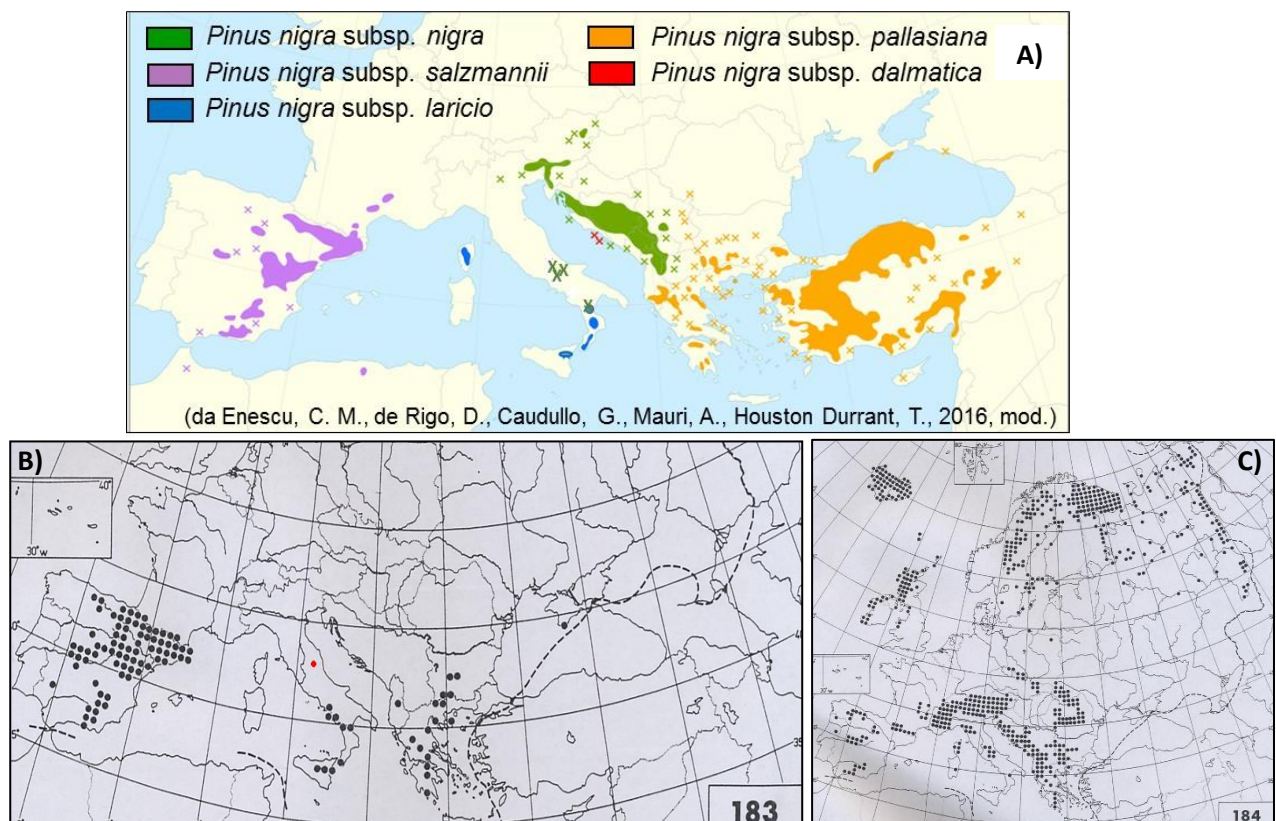 Pinus nigra subsp. nigra
Pinus nigra subsp. pallasiana
A)
Pinus nigra subsp. salzmannii
Pinus nigra subsp. dalmatica
Pinus nigra subsp. laricio
(da Enescu, C. M., de Rigo, D., Caudullo, G., Mauri, A., Houston Durrant, T., 2016, mod.)
B)
C)
40°
30°W
183
184